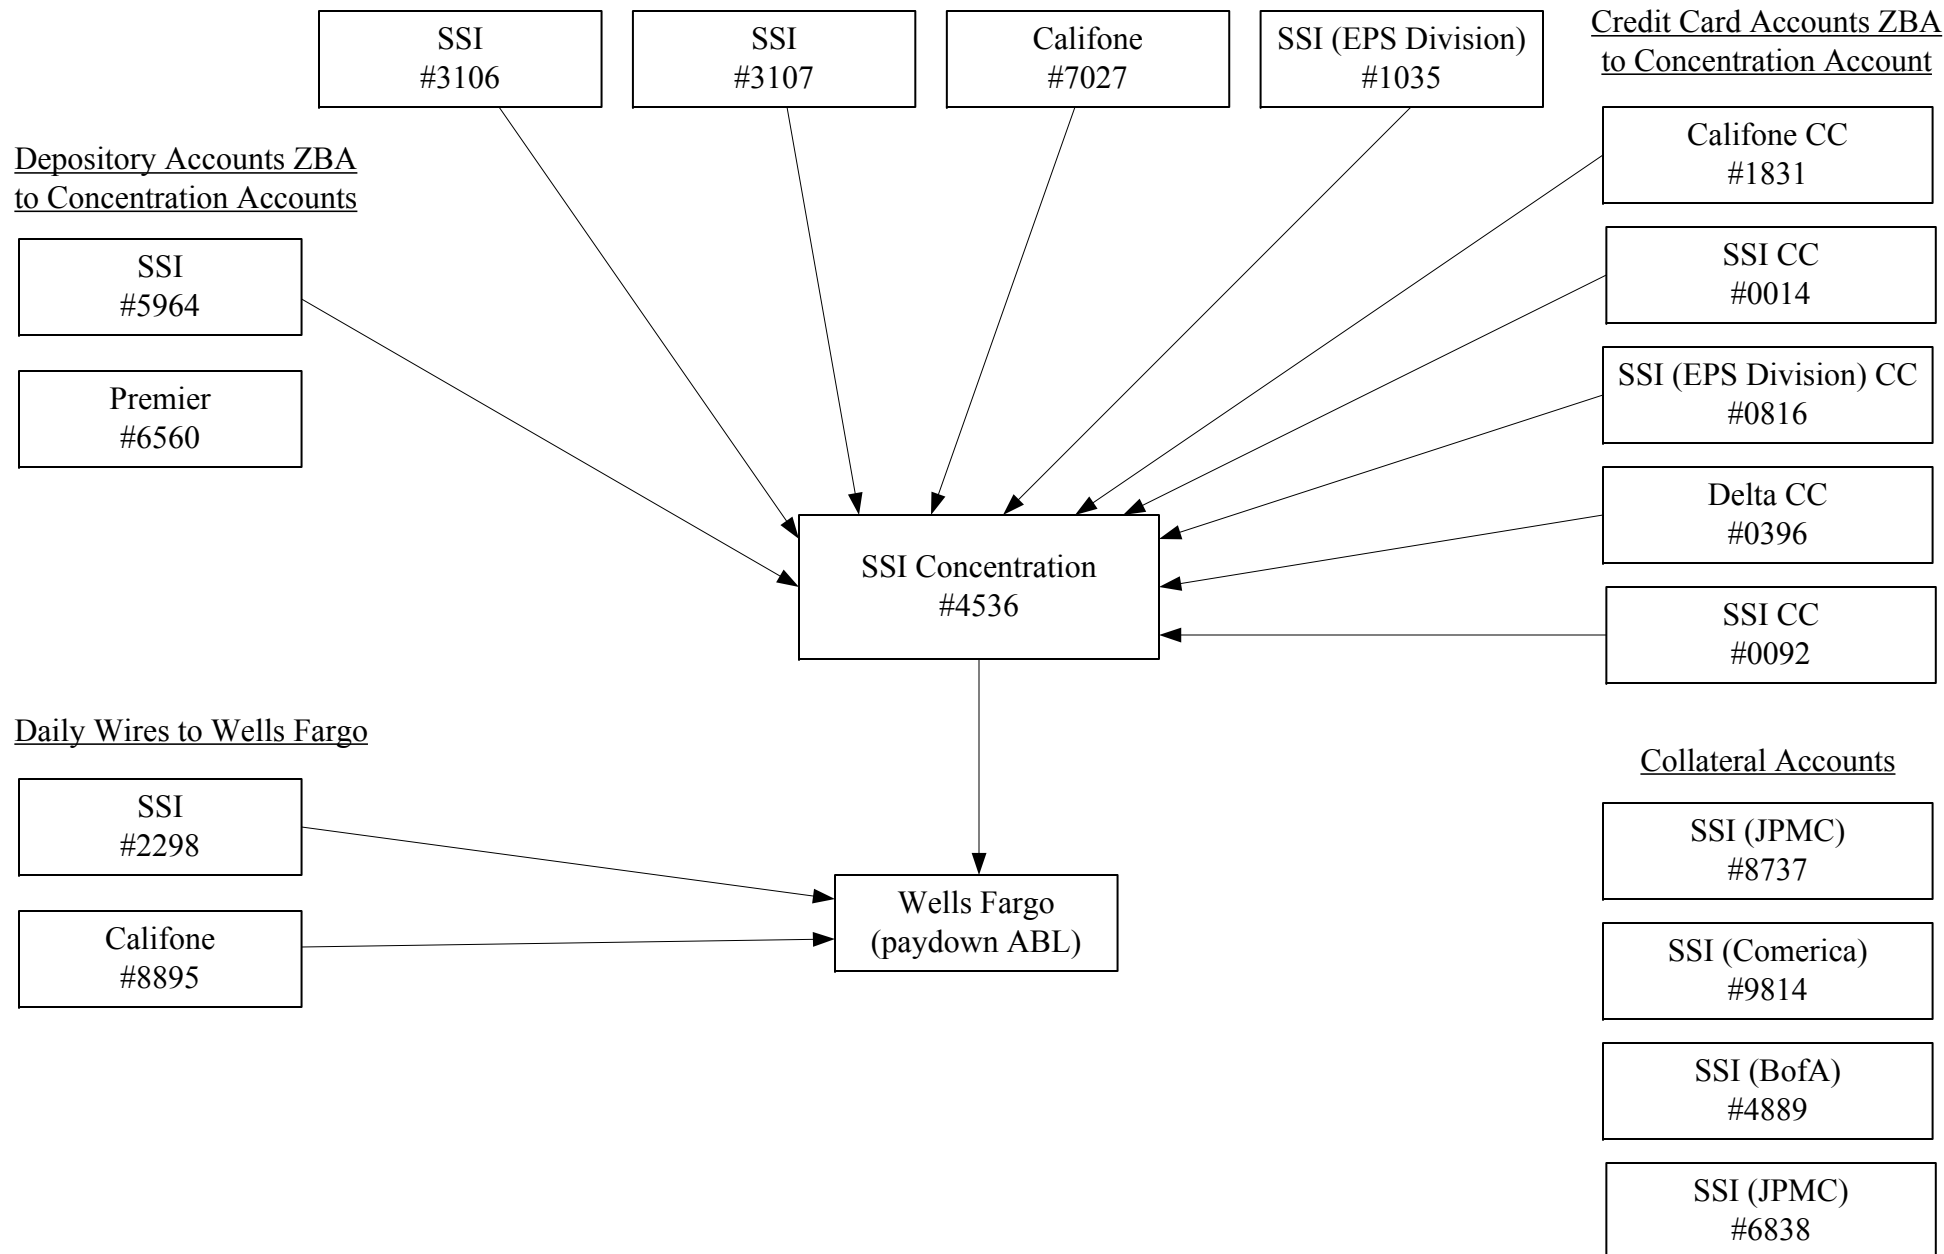 SSI
#3106
SSI
#3107
Califone
#7027
SSI (EPS Division)
#1035
Credit Card Accounts ZBA
to Concentration Account
Califone CC
#1831
SSI CC
#0014
SSI (EPS Division) CC
#0816
Delta CC
#0396
SSI CC
#0092
Depository Accounts ZBA
to Concentration Accounts
SSI
#5964
Premier
#6560
SSI Concentration
#4536
Daily Wires to Wells Fargo
SSI
#2298
Califone
#8895
Wells Fargo
(paydown ABL)
Collateral Accounts
SSI (JPMC)
#8737
SSI (Comerica)
#9814
SSI (BofA)
#4889
SSI (JPMC)
#6838